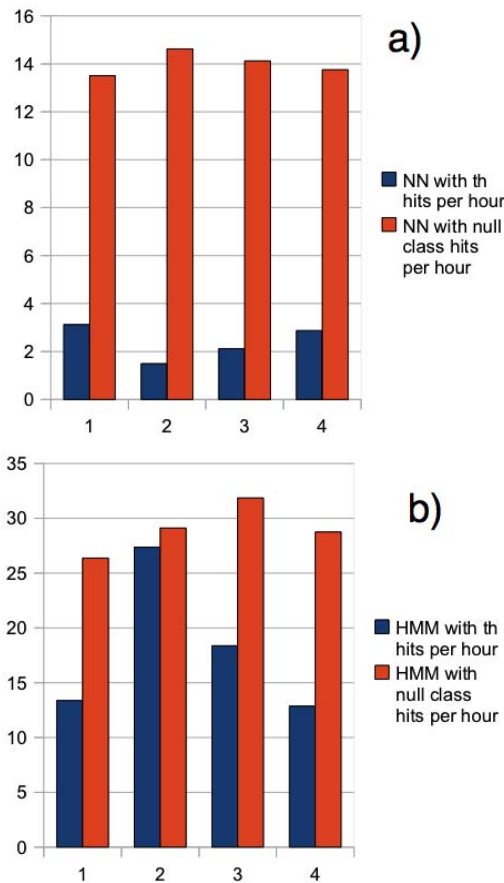 a)
16
14
12
10
8
6
4
2
0
1 2 3 4
NN with th
hits per hour
NN with null
class hits
per hour
b)
35
30
25
20
15
10
5
0
1 2 3 4
HMM with th
hits per hour
HMM with
null class
hits per hour